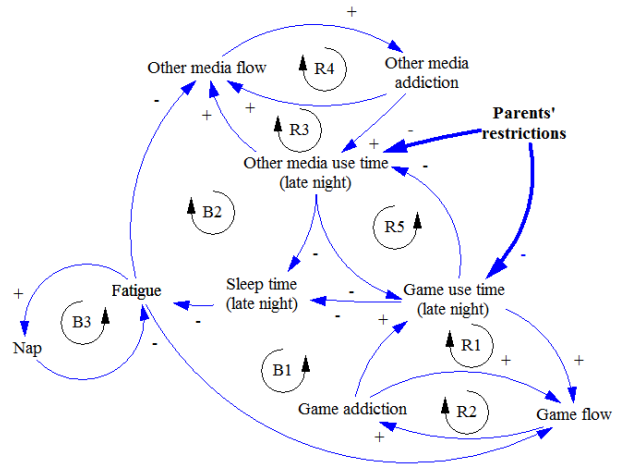 +
Other media flow
R4
Other media
addiction
-
+
+
R3
Parents'
restrictions
-
+
Other media use time
(late night)
-
B2
R5
-
Sleep time
(late night)
-
Game use time
(late night)
-
+
Fatigue
B3
-
-
+
Nap
-
R1
+
+
B1
Game addiction
R2
Game flow
+